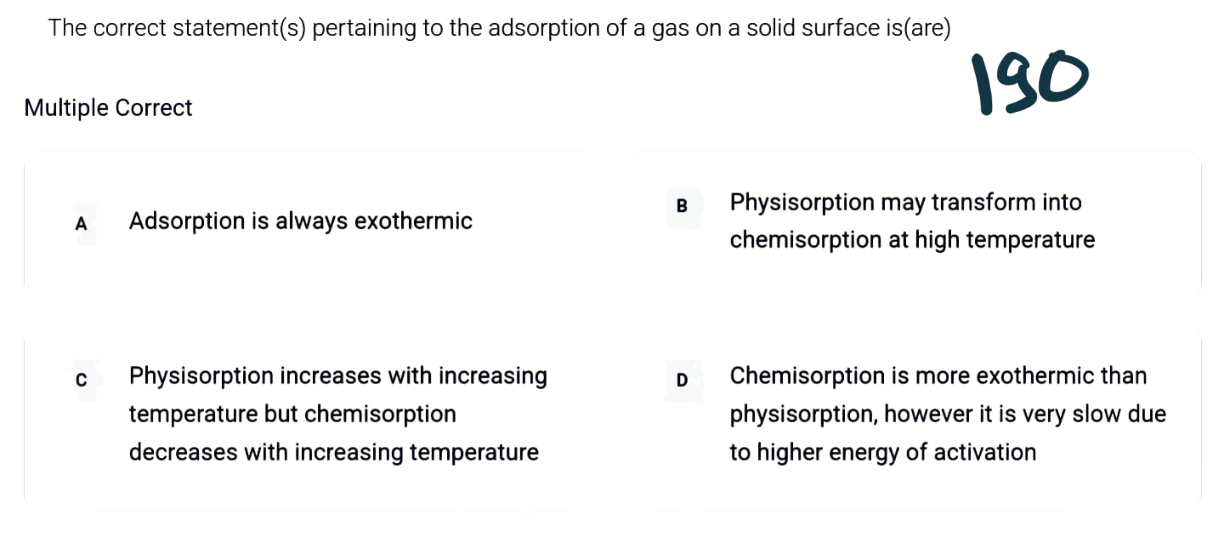 The correct statement(s) pertaining to the adsorption of a gas on a solid surface is(are)
190
Multiple Correct
A
Adsorption is always exothermic
B
Physisorption may transform into
chemisorption at high temperature
C
Physisorption increases with increasing
temperature but chemisorption
decreases with increasing temperature
D
Chemisorption is more exothermic than
physisorption, however it is very slow due
to higher energy of activation